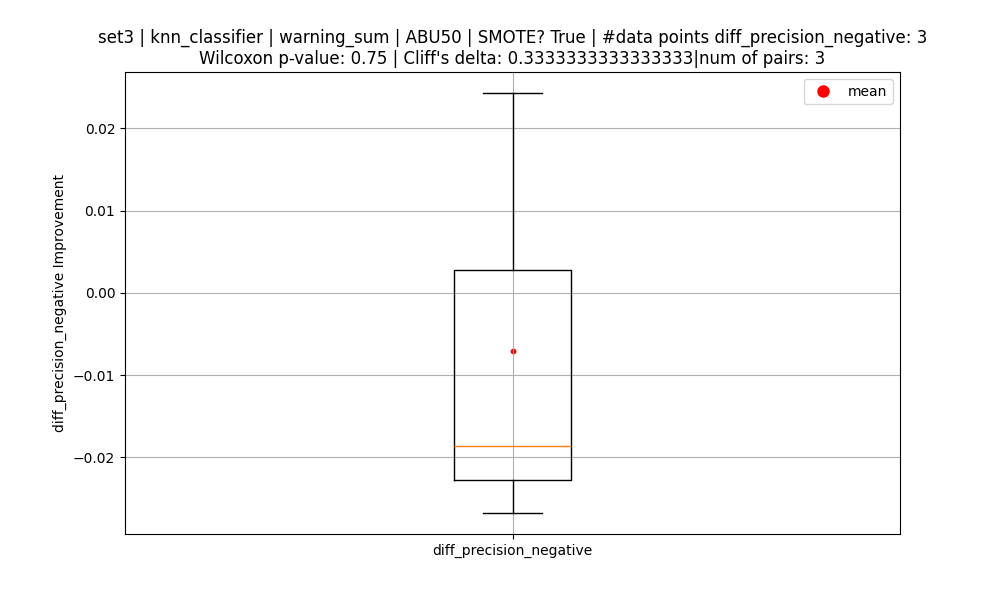 set3 | knn_classifier | warning_sum | ABU50 | SMOTE? True | #data points diff_precision_negative: 3
Wilcoxon p-value: 0.75 | Cliff's delta: 0.3333333333333333|num of pairs: 3
mean
0.02
0.01
0.00
−0.01
−0.02
diff_precision_negative Improvement
diff_precision_negative